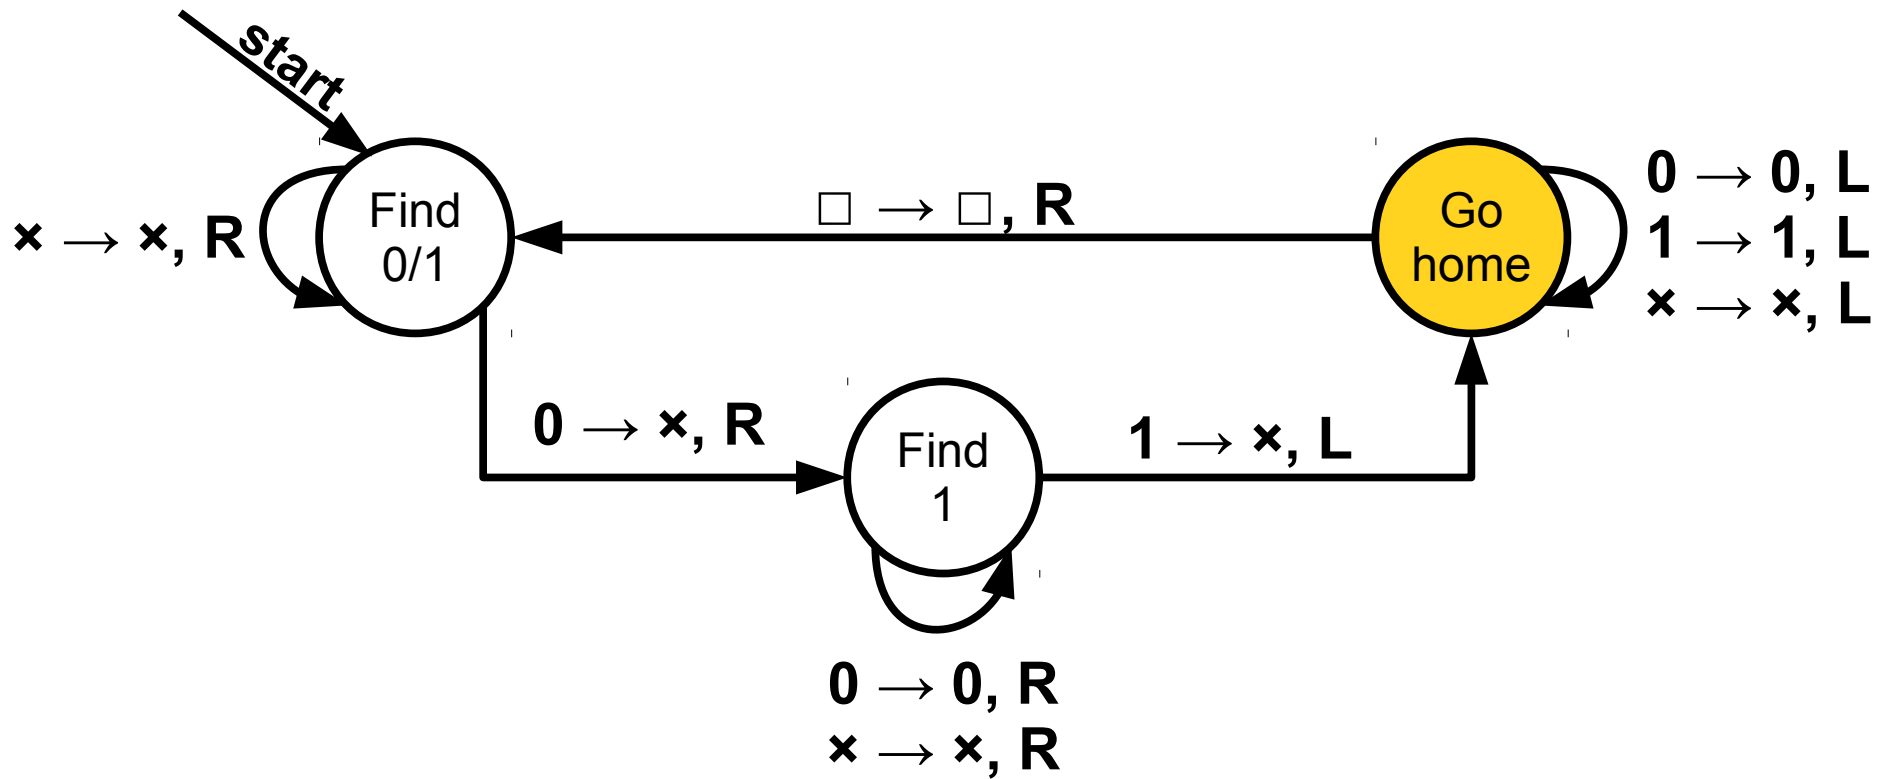 start
Find
0/1
× → ×, R
□ → □, R
Go
home
0 → 0, L
1 → 1, L
× → ×, L
0 → ×, R
Find
1
1 → ×, L
0 → 0, R
× → ×, R